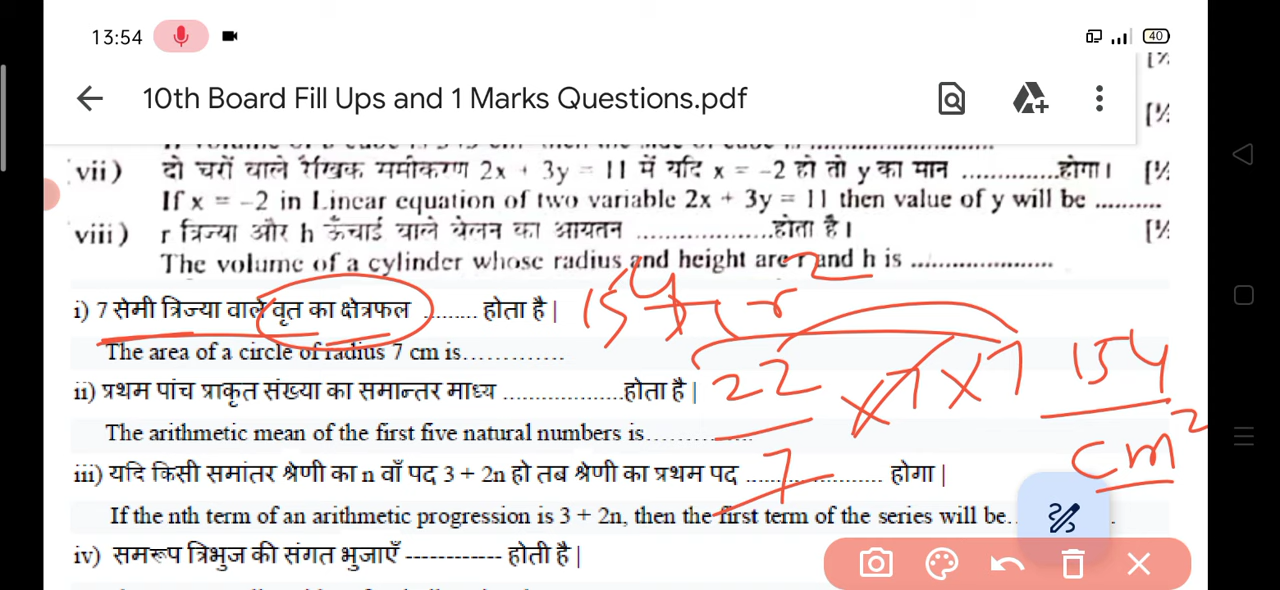 13:54
40
10th Board Fill Ups and 1 Marks Questions.pdf
vii) दो चरों वाले रैखिक समीकरण 2x + 3y = 11 में यदि x = -2 हो तो y का मान .............होगा। [½
If x = -2 in Linear equation of two variable 2x + 3y = 11 then value of y will be ..........
viii) r त्रिज्या और h ऊँचाई वाले बेलन का आयतन ...................होता है। [½
The volume of a cylinder whose radius and height are r and h is .....................
i) 7 सेमी त्रिज्या वाले वृत का क्षेत्रफल ......... होता है | 154 π r²
The area of a circle of radius 7 cm is.............
22/7 × 7 × 7 154 cm²
ii) प्रथम पांच प्राकृत संख्या का समान्तर माध्य .....................होता है |
The arithmetic mean of the first five natural numbers is...................
iii) यदि किसी समांतर श्रेणी का n वाँ पद 3 + 2n हो तब श्रेणी का प्रथम पद ........................ होगा |
If the nth term of an arithmetic progression is 3 + 2n, then the first term of the series will be..
iv) समरूप त्रिभुज की संगत भुजाएँ ------------ होती है |